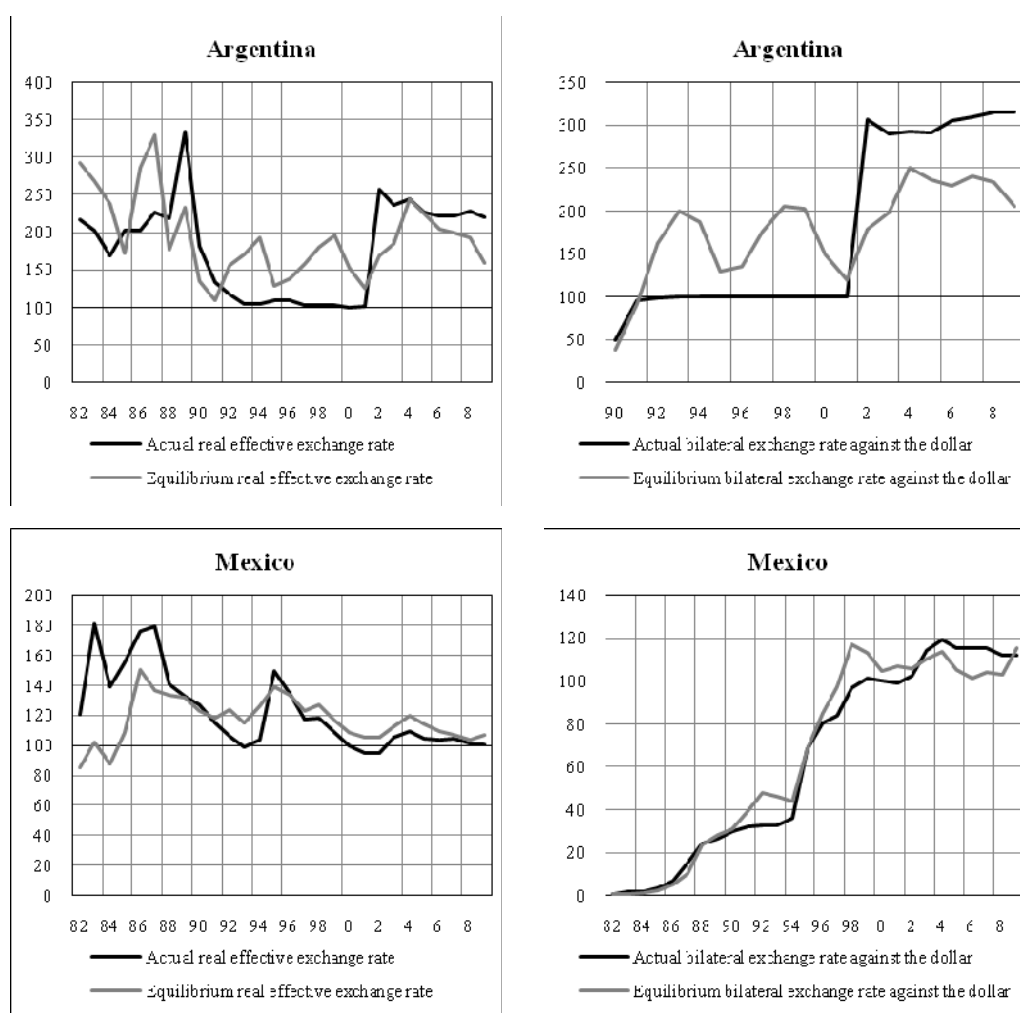 Argentina
400
350
300
250
200
150
100
50
0
82 84 86 88 90 92 94 96 98 0 2 4 6 8
Actual real effective exchange rate
Equilibrium real effective exchange rate
Argentina
350
300
250
200
150
100
50
0
90 92 94 96 98 0 2 4 6 8
Actual bilateral exchange rate against the dollar
Equilibrium bilateral exchange rate against the dollar
Mexico
200
180
160
140
120
100
80
60
40
20
0
82 84 86 88 90 92 94 96 98 0 2 4 6 8
Actual real effective exchange rate
Equilibrium real effective exchange rate
Mexico
140
120
100
80
60
40
20
0
82 84 86 88 90 92 94 96 98 0 2 4 6 8
Actual bilateral exchange rate against the dollar
Equilibrium bilateral exchange rate against the dollar